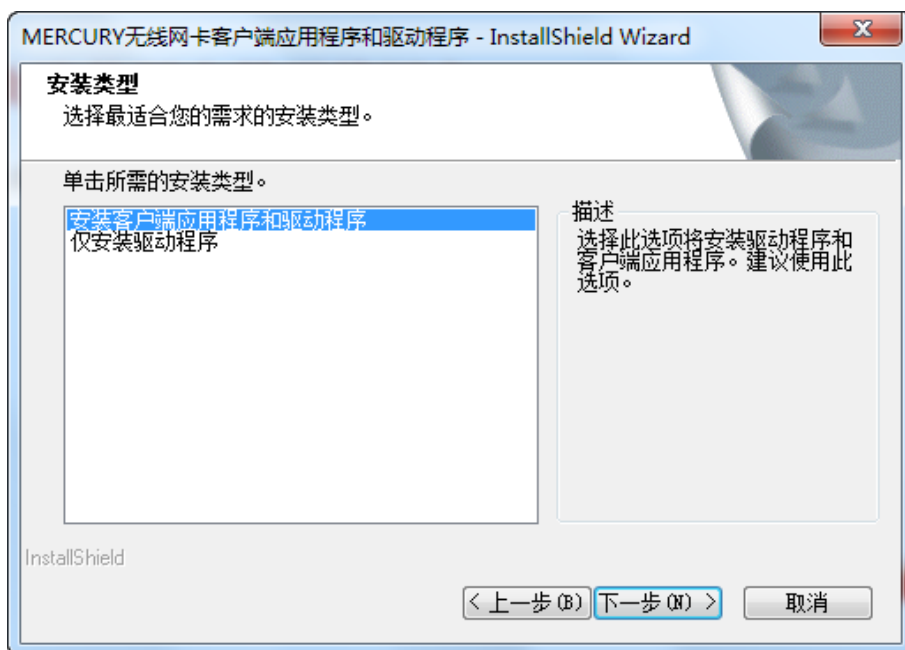 MERCURY无线网卡客户端应用程序和驱动程序 - InstallShield Wizard
安装类型
选择最适合您的需求的安装类型。
单击所需的安装类型。
安装客户端应用程序和驱动程序
仅安装驱动程序
描述
选择此选项将安装驱动程序和
客户端应用程序。建议使用此
选项。
InstallShield
< 上一步(B)
下一步(N) >
取消